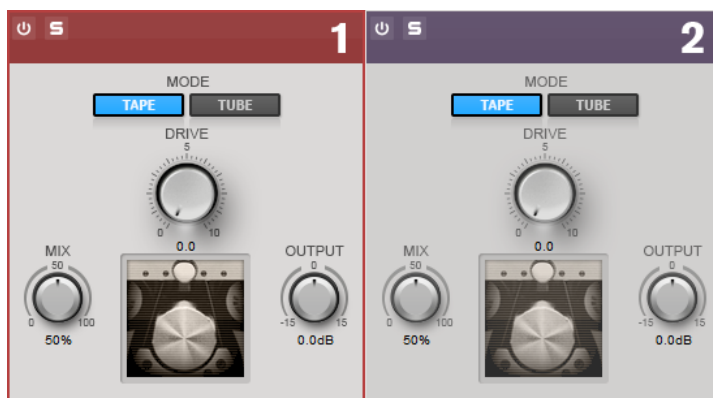 S 1
MODE
TAPE TUBE
DRIVE
5
0 10
0.0
MIX
50
0 100
50%
OUTPUT
0
-15 15
0.0dB
S 2
MODE
TAPE TUBE
DRIVE
5
0 10
0.0
MIX
50
0 100
50%
OUTPUT
0
-15 15
0.0dB